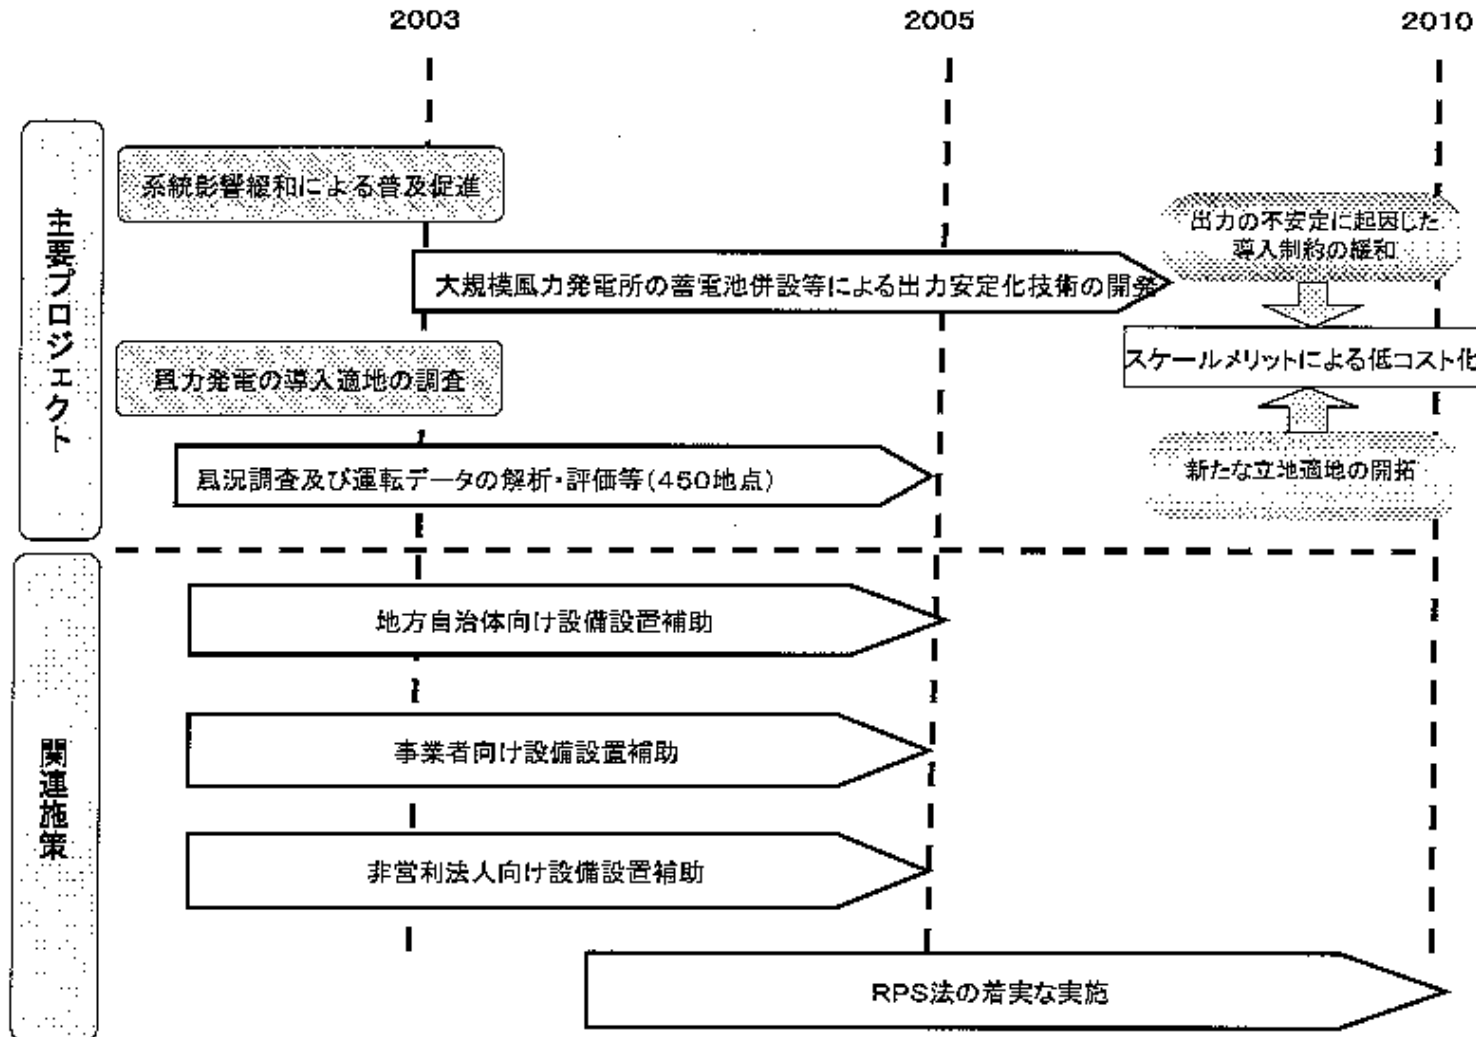 2003
2005
2010
主要プロジェクト
系統影響緩和による普及促進
大規模風力発電所の蓄電池併設等による出力安定化技術の開発
出力の不安定に起因した
導入制約の緩和
スケールメリットによる低コスト化
風力発電の導入適地の調査
風況調査及び運転データの解析・評価等(450地点)
新たな立地適地の開拓
関連施策
地方自治体向け設備設置補助
事業者向け設備設置補助
非営利法人向け設備設置補助
RPS法の着実な実施